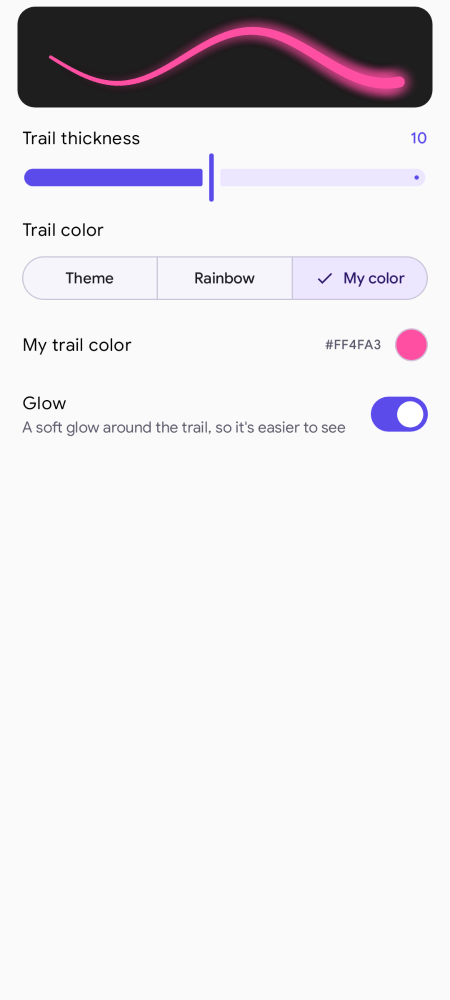 Trail thickness 10
Trail color
Theme Rainbow My color
My trail color #FF4FA3
Glow
A soft glow around the trail, so it's easier to see